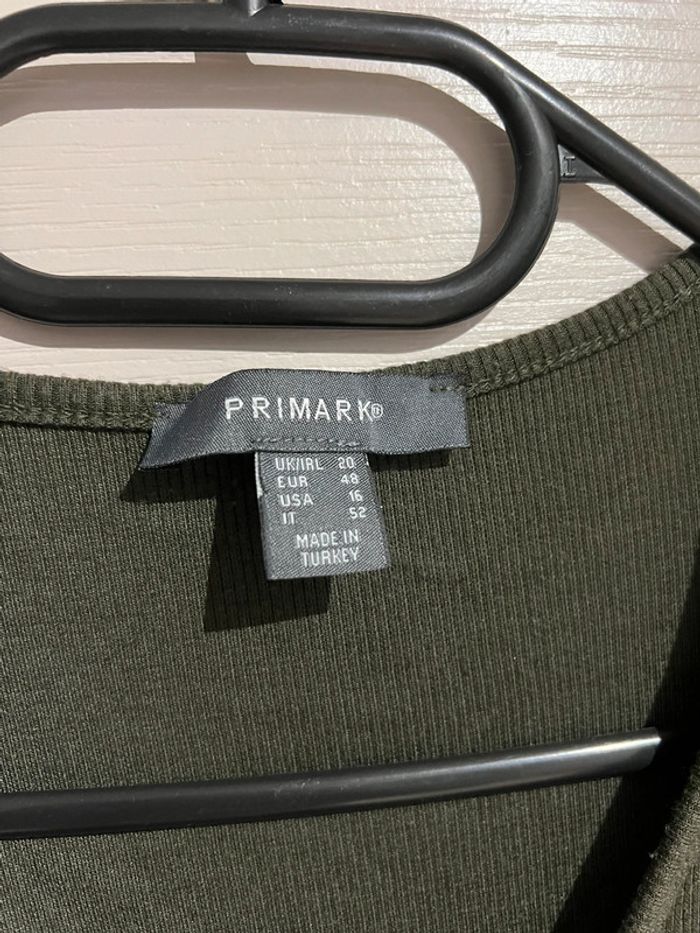 PRIMARK®
UK/IRL 20
EUR 48
USA 16
IT 52
MADE IN
TURKEY